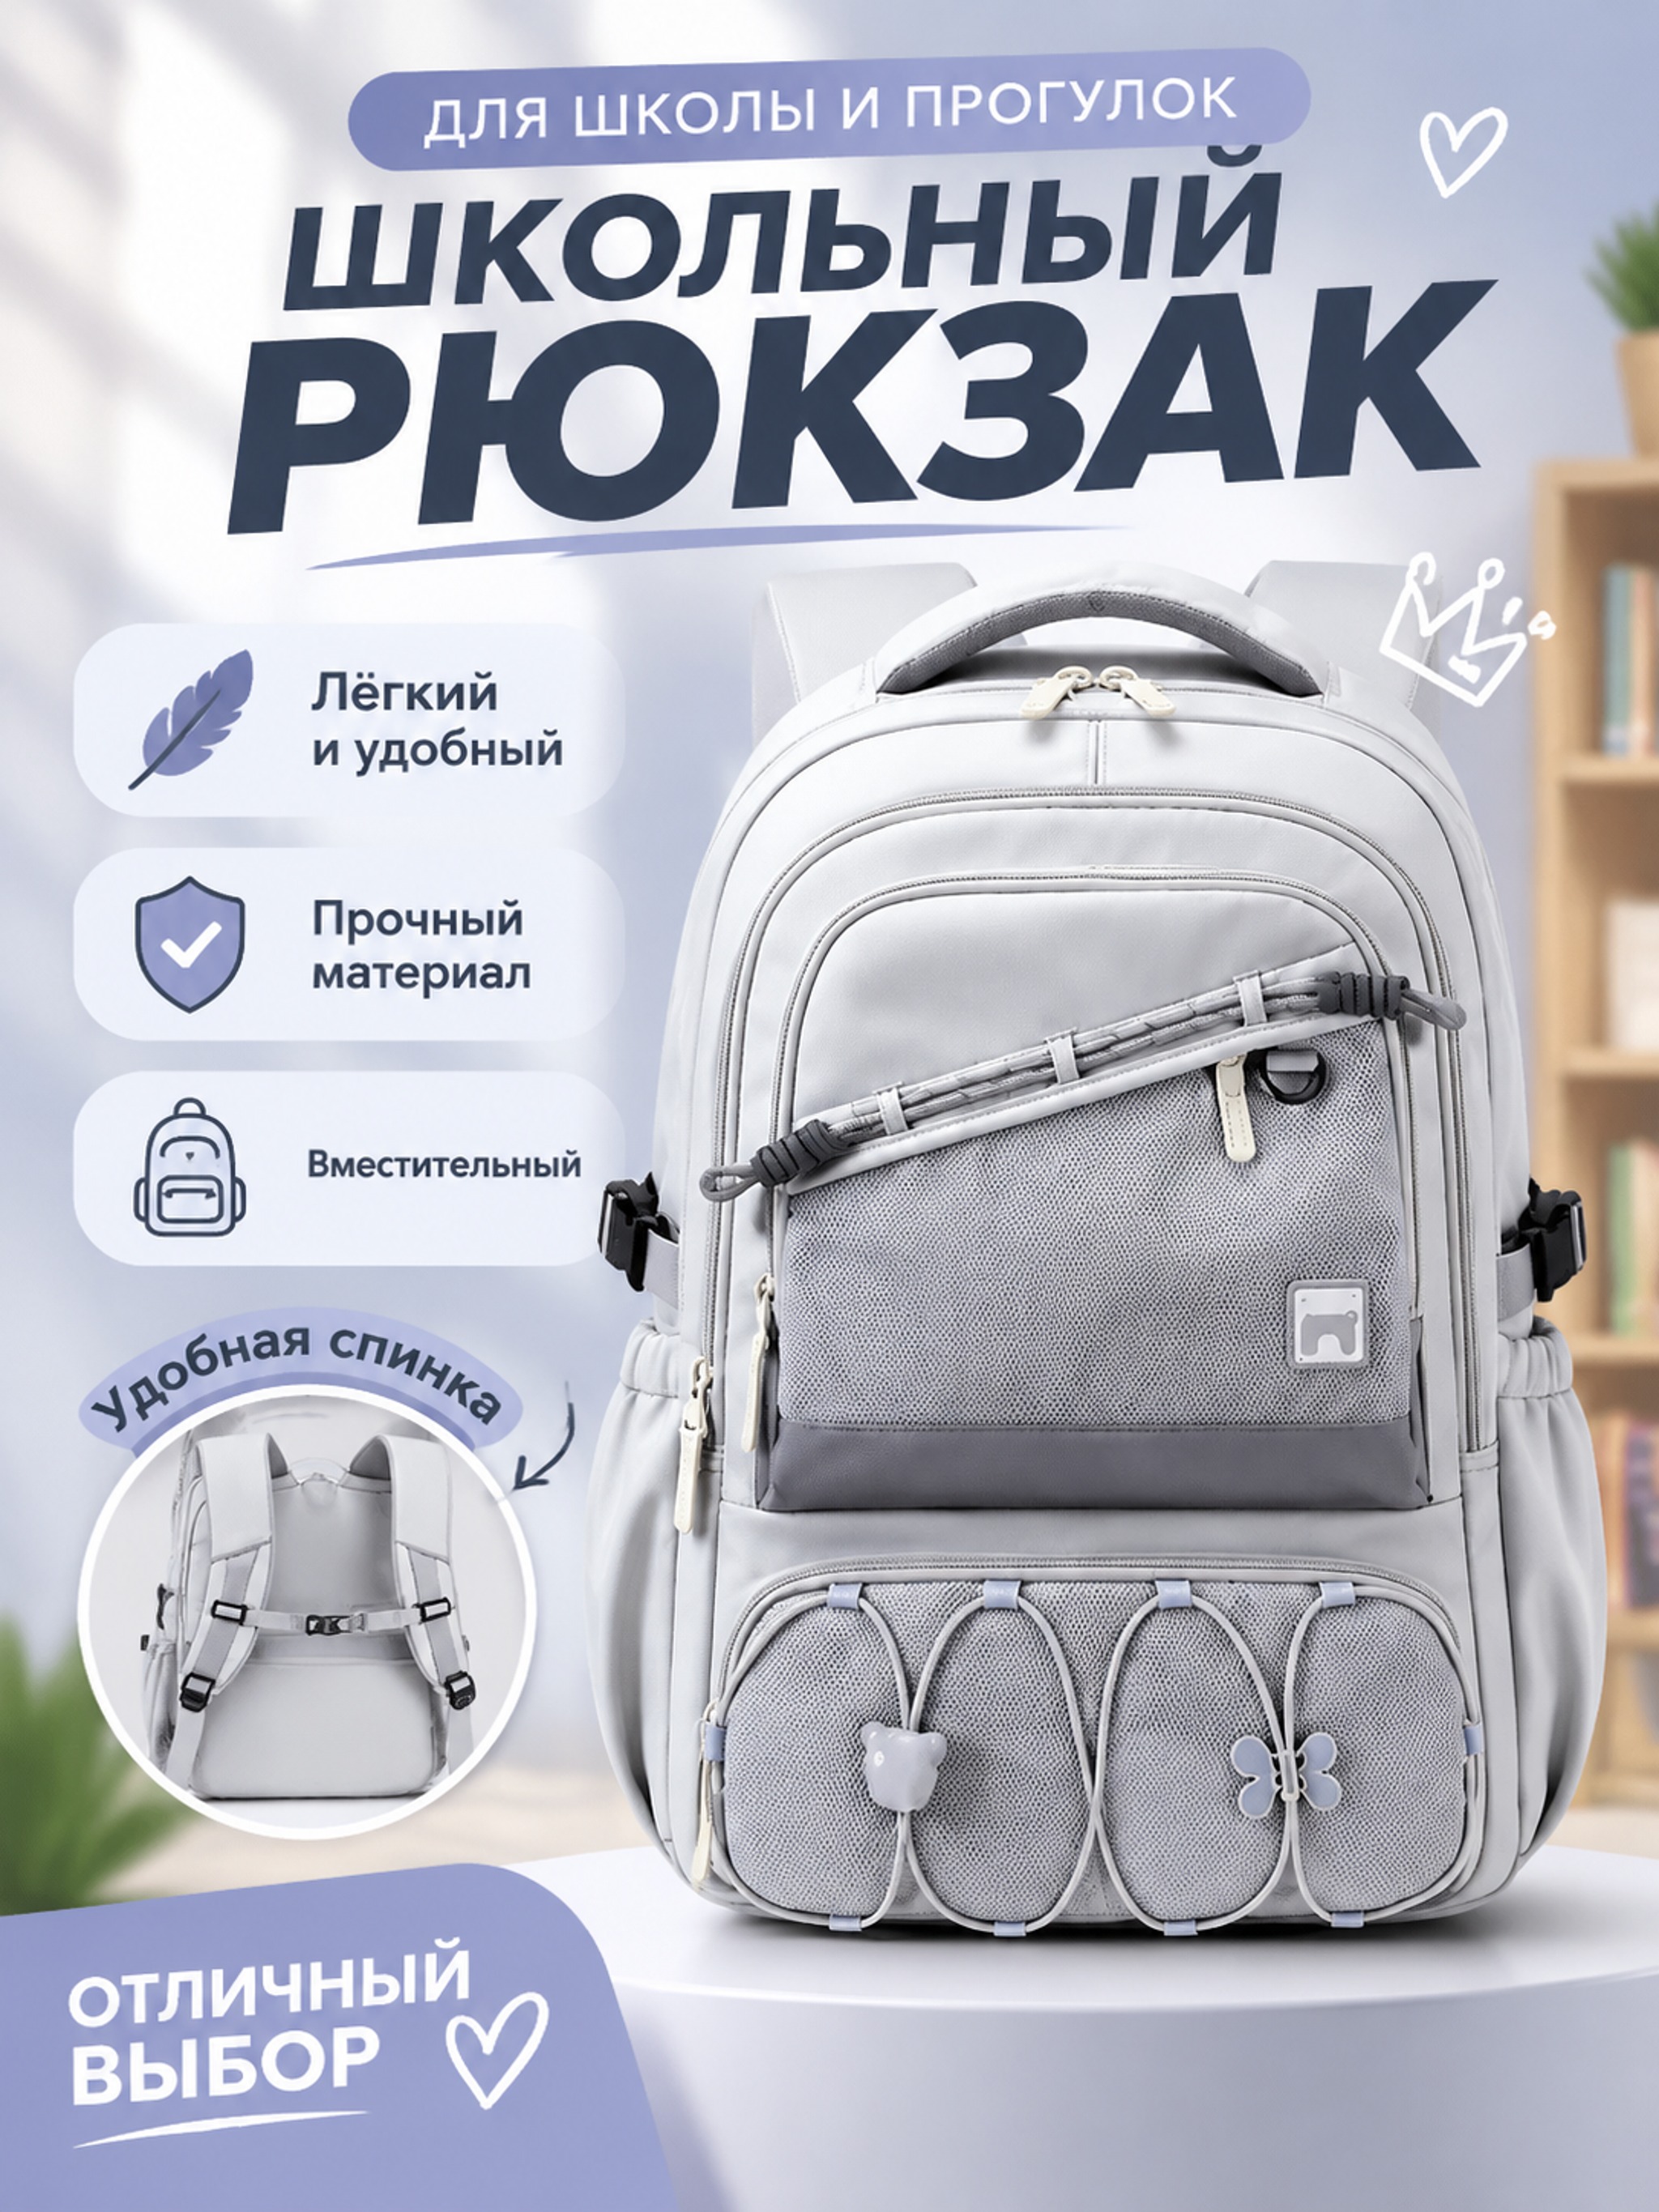 ДЛЯ ШКОЛЫ И ПРОГУЛОК
ШКОЛЬНЫЙ
РЮКЗАК
Лёгкий
и удобный
Прочный
материал
Вместительный
Удобная спинка
ОТЛИЧНЫЙ
ВЫБОР